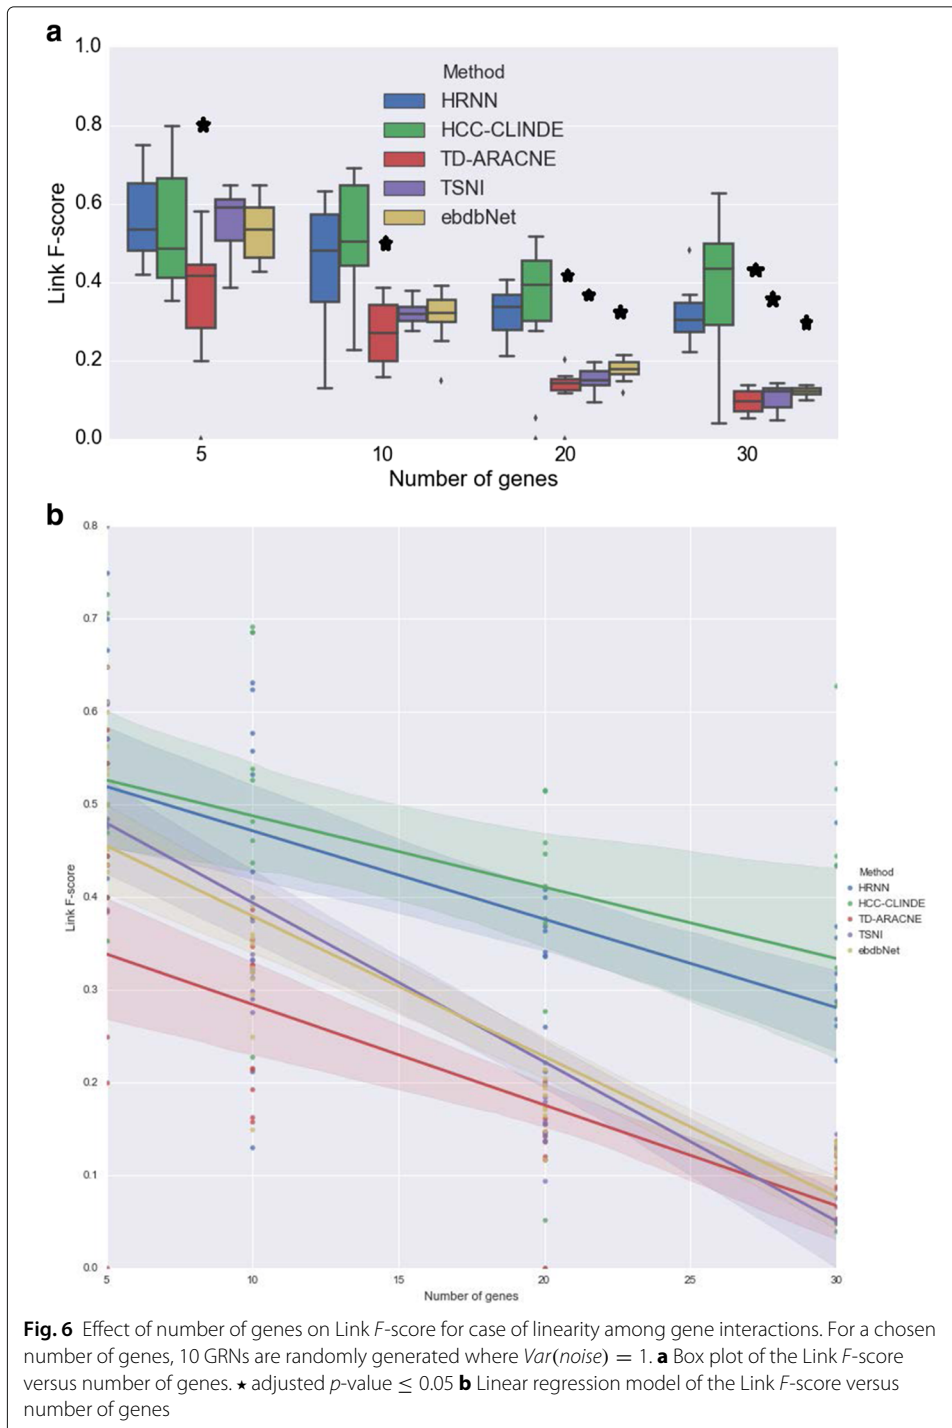 a
1.0
0.8
0.6
0.4
0.2
0.0
Link F-score
Method
HRNN
HCC-CLINDE
TD-ARACNE
TSNI
ebdbNet
5 10 20 30
Number of genes
b
0.8
0.7
0.6
0.5
0.4
0.3
0.2
0.1
0.0
Link F-score
Method
HRNN
HCC-CLINDE
TD-ARACNE
TSNI
ebdbNet
5 10 15 20 25 30
Number of genes
Fig. 6 Effect of number of genes on Link F-score for case of linearity among gene interactions. For a chosen
number of genes, 10 GRNs are randomly generated where Var(noise) = 1. a Box plot of the Link F-score
versus number of genes. ⋆ adjusted p-value ≤ 0.05 b Linear regression model of the Link F-score versus
number of genes